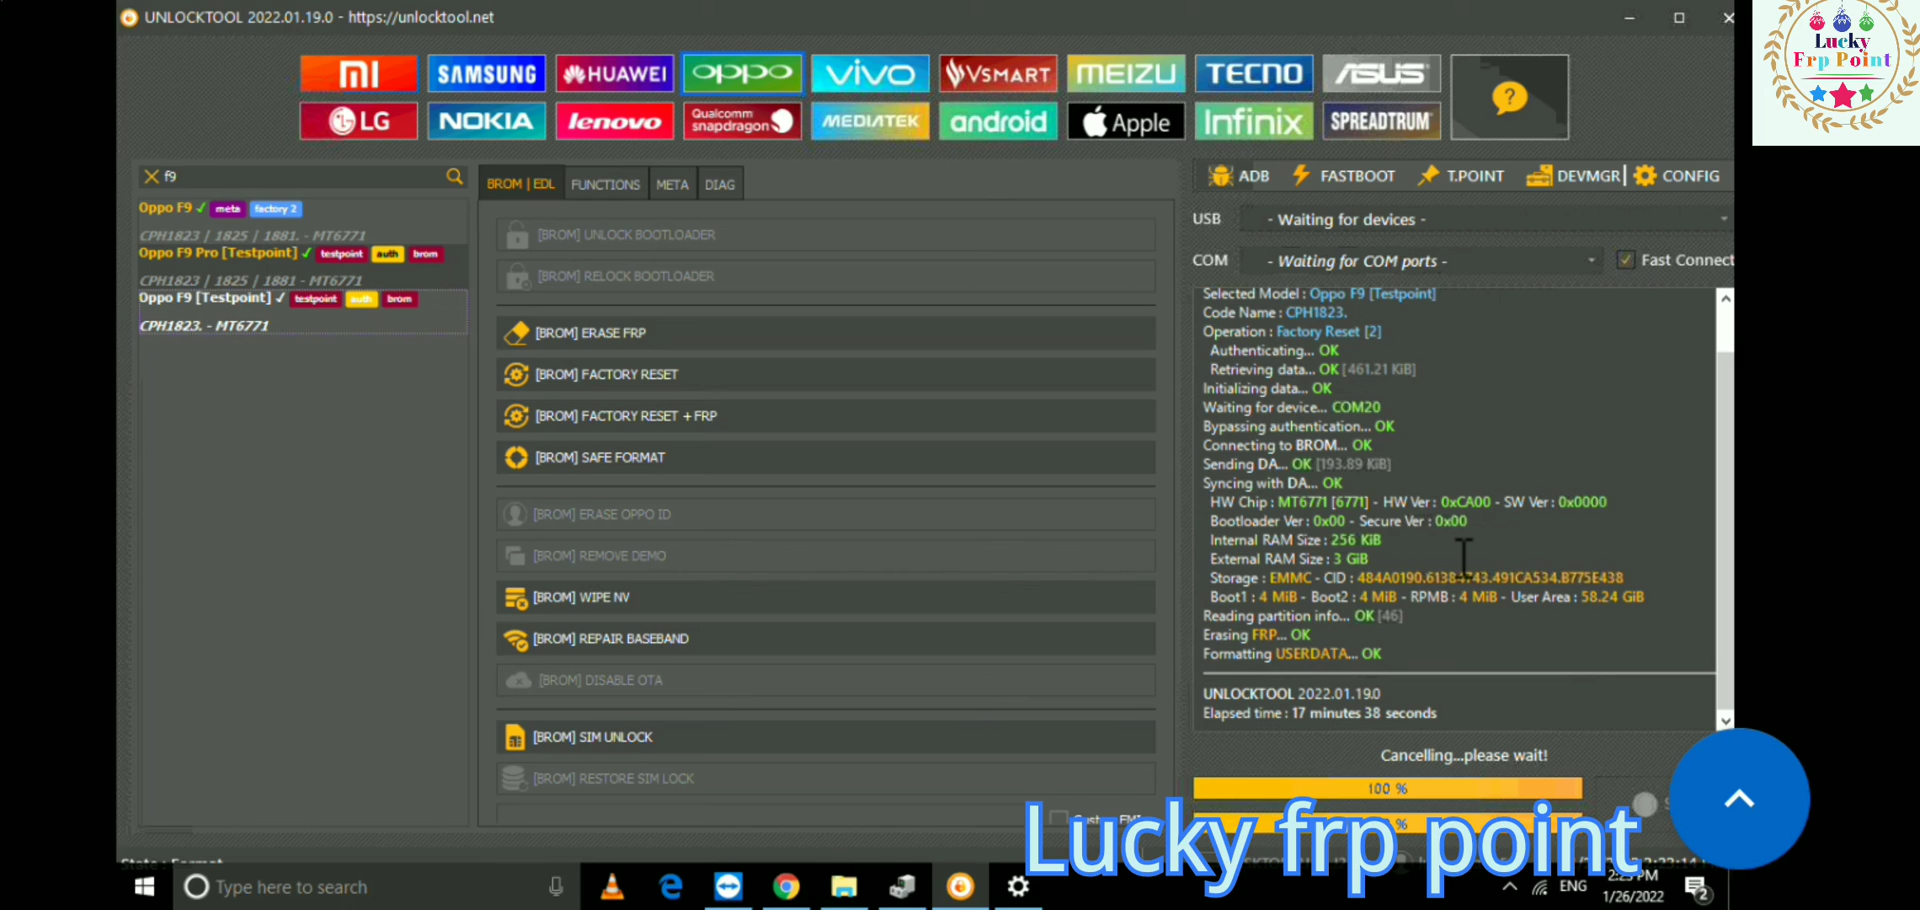 UNLOCKTOOL 2022.01.19.0 - https://unlocktool.net
Lucky
Frp Point
mi SAMSUNG HUAWEI oppo vivo VSMART MEIZU TECNO ASUS ?
LG NOKIA lenovo Qualcomm snapdragon MEDIATEK android Apple Infinix SPREADTRUM
f9
Oppo F9 ✓ meta factory 2
CPH1823 / 1825 / 1881. - MT6771
Oppo F9 Pro [Testpoint] ✓ testpoint auth brom
CPH1823 / 1825 / 1881. - MT6771
Oppo F9 [Testpoint] ✓ testpoint auth brom
CPH1823. - MT6771
BROM | EDL FUNCTIONS META DIAG
[BROM] UNLOCK BOOTLOADER
[BROM] RELOCK BOOTLOADER
[BROM] ERASE FRP
[BROM] FACTORY RESET
[BROM] FACTORY RESET + FRP
[BROM] SAFE FORMAT
[BROM] ERASE OPPO ID
[BROM] REMOVE DEMO
[BROM] WIPE NV
[BROM] REPAIR BASEBAND
[BROM] DISABLE OTA
[BROM] SIM UNLOCK
[BROM] RESTORE SIM LOCK
ADB FASTBOOT T.POINT DEVMGR CONFIG
USB - Waiting for devices -
COM - Waiting for COM ports - Fast Connect
Selected Model : Oppo F9 [Testpoint]
Code Name : CPH1823.
Operation : Factory Reset [2]
Authenticating... OK
Retrieving data... OK [461.21 KiB]
Initializing data... OK
Waiting for device... COM20
Bypassing authentication... OK
Connecting to BROM... OK
Sending DA... OK [193.89 KiB]
Syncing with DA... OK
HW Chip : MT6771 [6771] - HW Ver : 0xCA00 - SW Ver : 0x0000
Bootloader Ver : 0x00 - Secure Ver : 0x00
Internal RAM Size : 256 KiB
External RAM Size : 3 GiB
Storage : EMMC - CID : 484A0190.61384743.491CA534.B775E438
Boot1 : 4 MiB - Boot2 : 4 MiB - RPMB : 4 MiB - User Area : 58.24 GiB
Reading partition info... OK [46]
Erasing FRP... OK
Formatting USERDATA... OK
UNLOCKTOOL 2022.01.19.0
Elapsed time : 17 minutes 38 seconds
Cancelling...please wait!
100 %
Lucky frp point
Type here to search
ENG
2:23 PM
1/26/2022
2